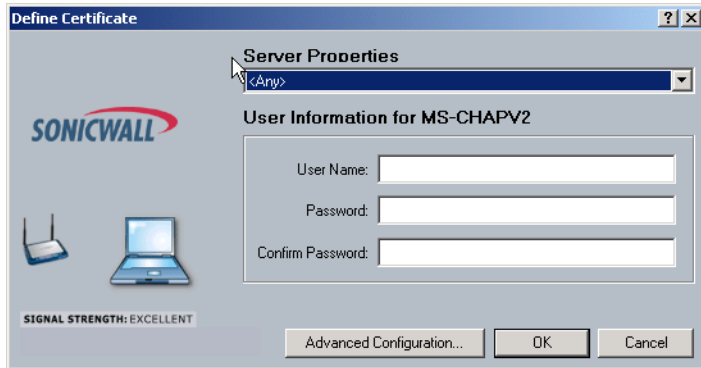 Define Certificate
Server Properties
<Any>
SONICWALL
User Information for MS-CHAPV2
User Name:
Password:
Confirm Password:
SIGNAL STRENGTH: EXCELLENT
Advanced Configuration...
OK
Cancel